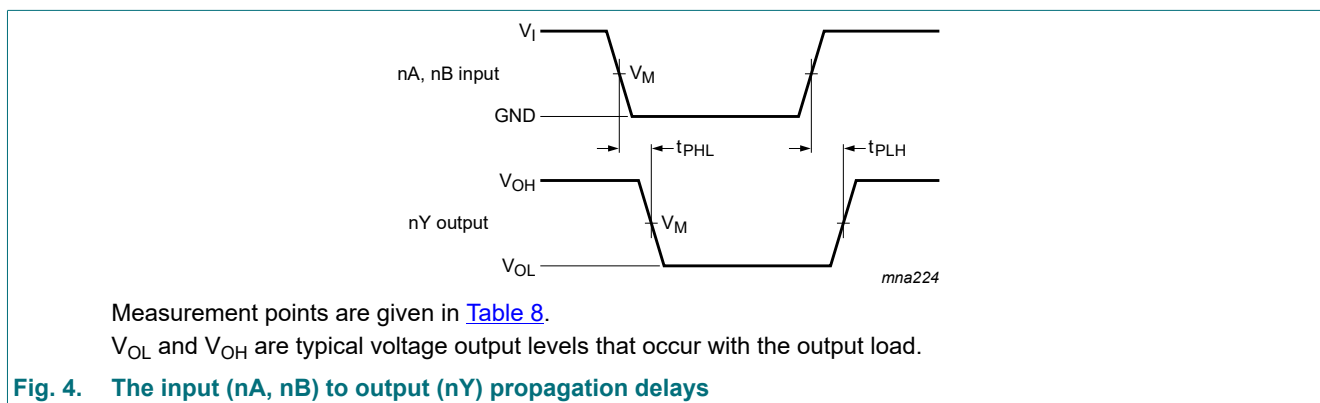 VI
nA, nB input
VM
GND
tPHL
tPLH
VOH
nY output
VM
VOL
mna224
Measurement points are given in Table 8.
VOL and VOH are typical voltage output levels that occur with the output load.
Fig. 4. The input (nA, nB) to output (nY) propagation delays